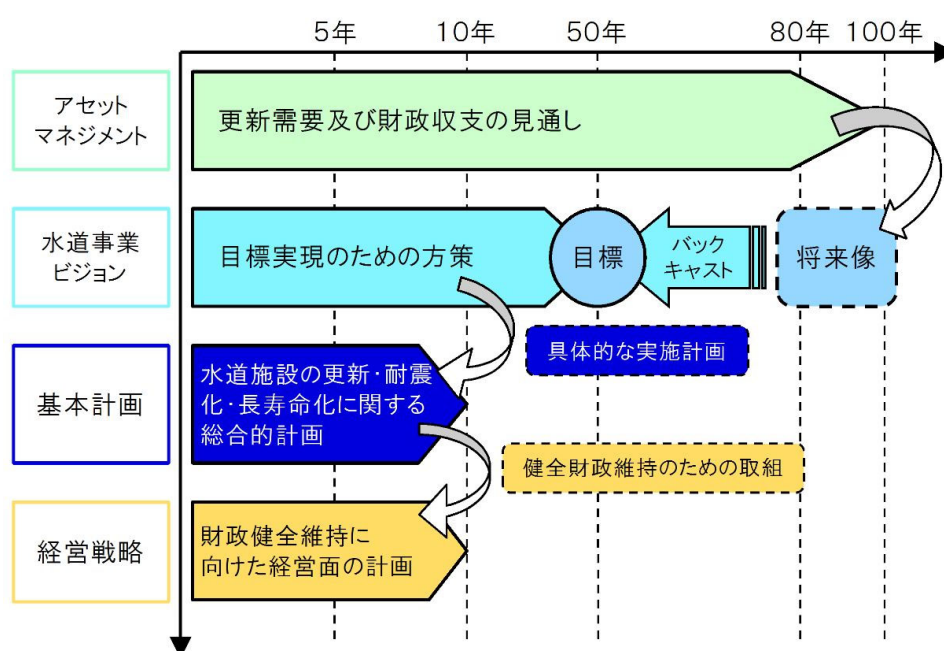 5年 10年 50年 80年 100年
アセット
マネジメント
更新需要及び財政収支の見通し
水道事業
ビジョン
目標実現のための方策
目標
バック
キャスト
将来像
具体的な実施計画
基本計画
水道施設の更新・耐震
化・長寿命化に関する
総合的計画
健全財政維持のための取組
経営戦略
財政健全維持に
向けた経営面の計画